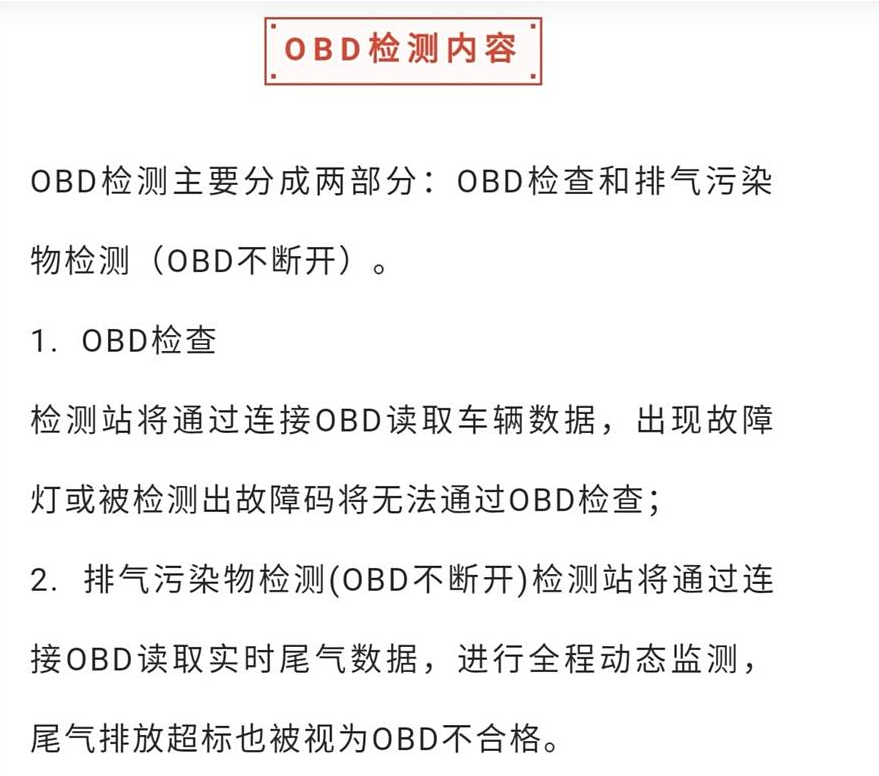 OBD检测内容
OBD检测主要分成两部分：OBD检查和排气污染
物检测（OBD不断开）。
1. OBD检查
检测站将通过连接OBD读取车辆数据，出现故障
灯或被检测出故障码将无法通过OBD检查；
2. 排气污染物检测(OBD不断开)检测站将通过连
接OBD读取实时尾气数据，进行全程动态监测，
尾气排放超标也被视为OBD不合格。